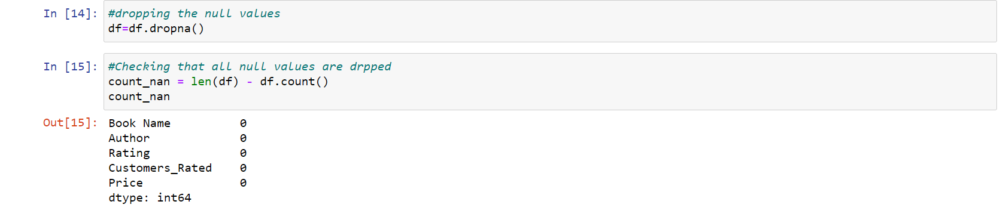 In [14]: #dropping the null values
df=df.dropna()
In [15]: #Checking that all null values are drpped
count_nan = len(df) - df.count()
count_nan
Out[15]: Book Name 0
Author 0
Rating 0
Customers_Rated 0
Price 0
dtype: int64